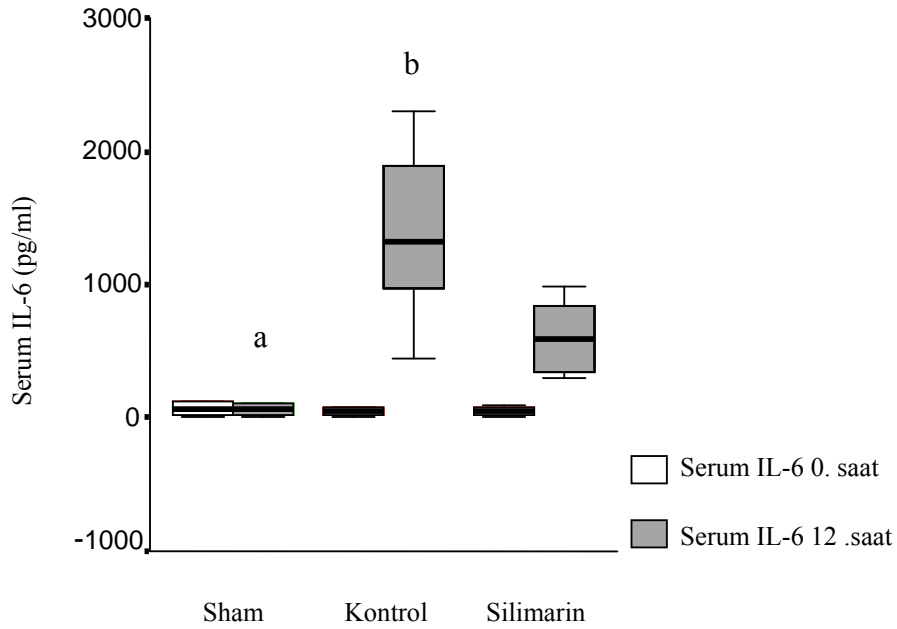 3000
b
2000
Serum IL-6 (pg/ml)
1000
a
0
Serum IL-6 0. saat
Serum IL-6 12 .saat
-1000
Sham Kontrol Silimarin